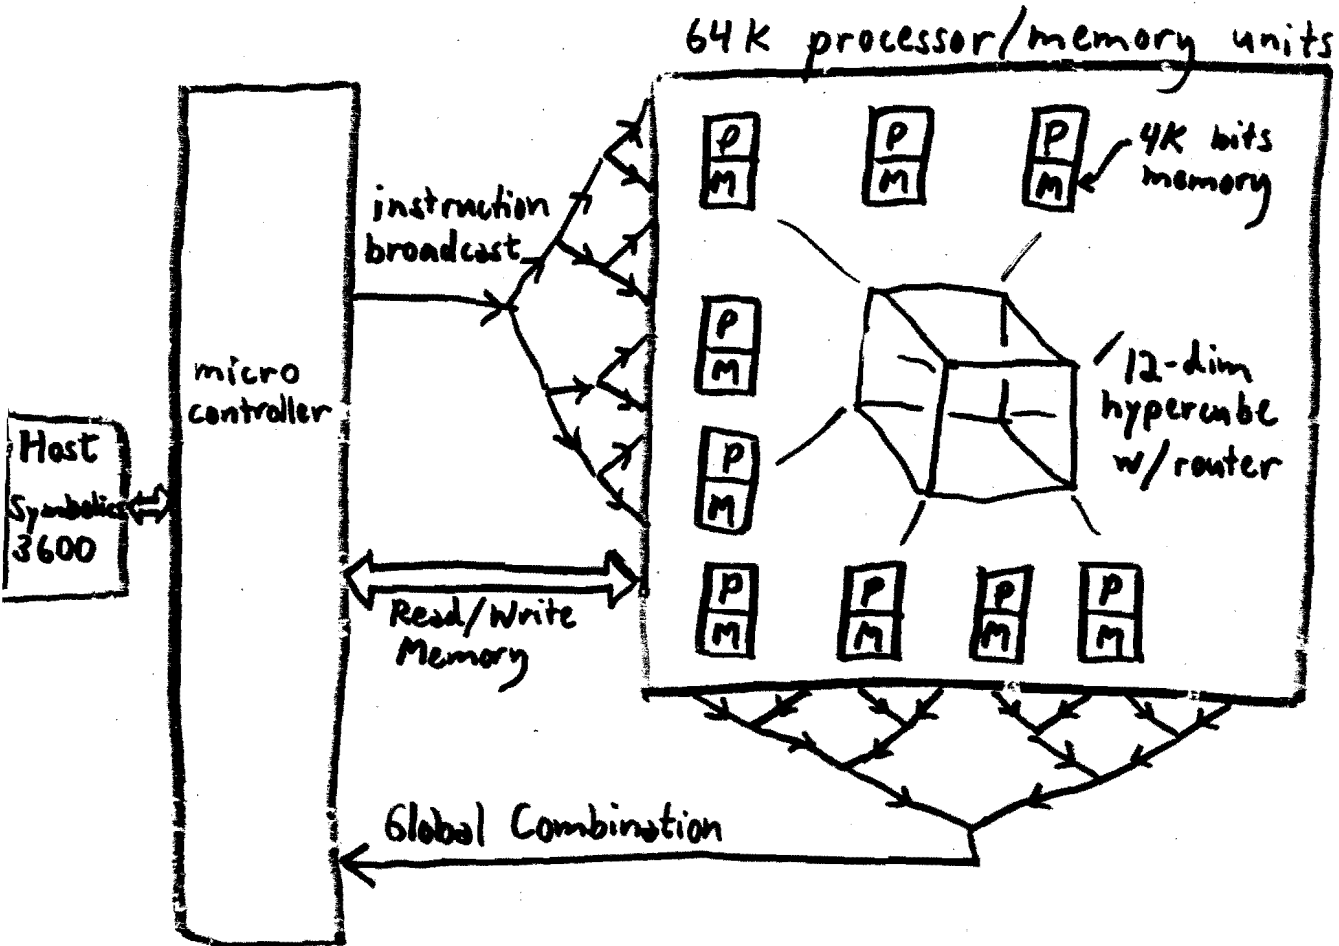 64K processor/memory units
P
M
P
M
P
M
4K bits
memory
instruction
broadcast
P
M
12-dim
hypercube
w/router
micro
controller
Host
Symbolics
3600
P
M
Read/Write
Memory
P
M
P
M
P
M
P
M
Global Combination